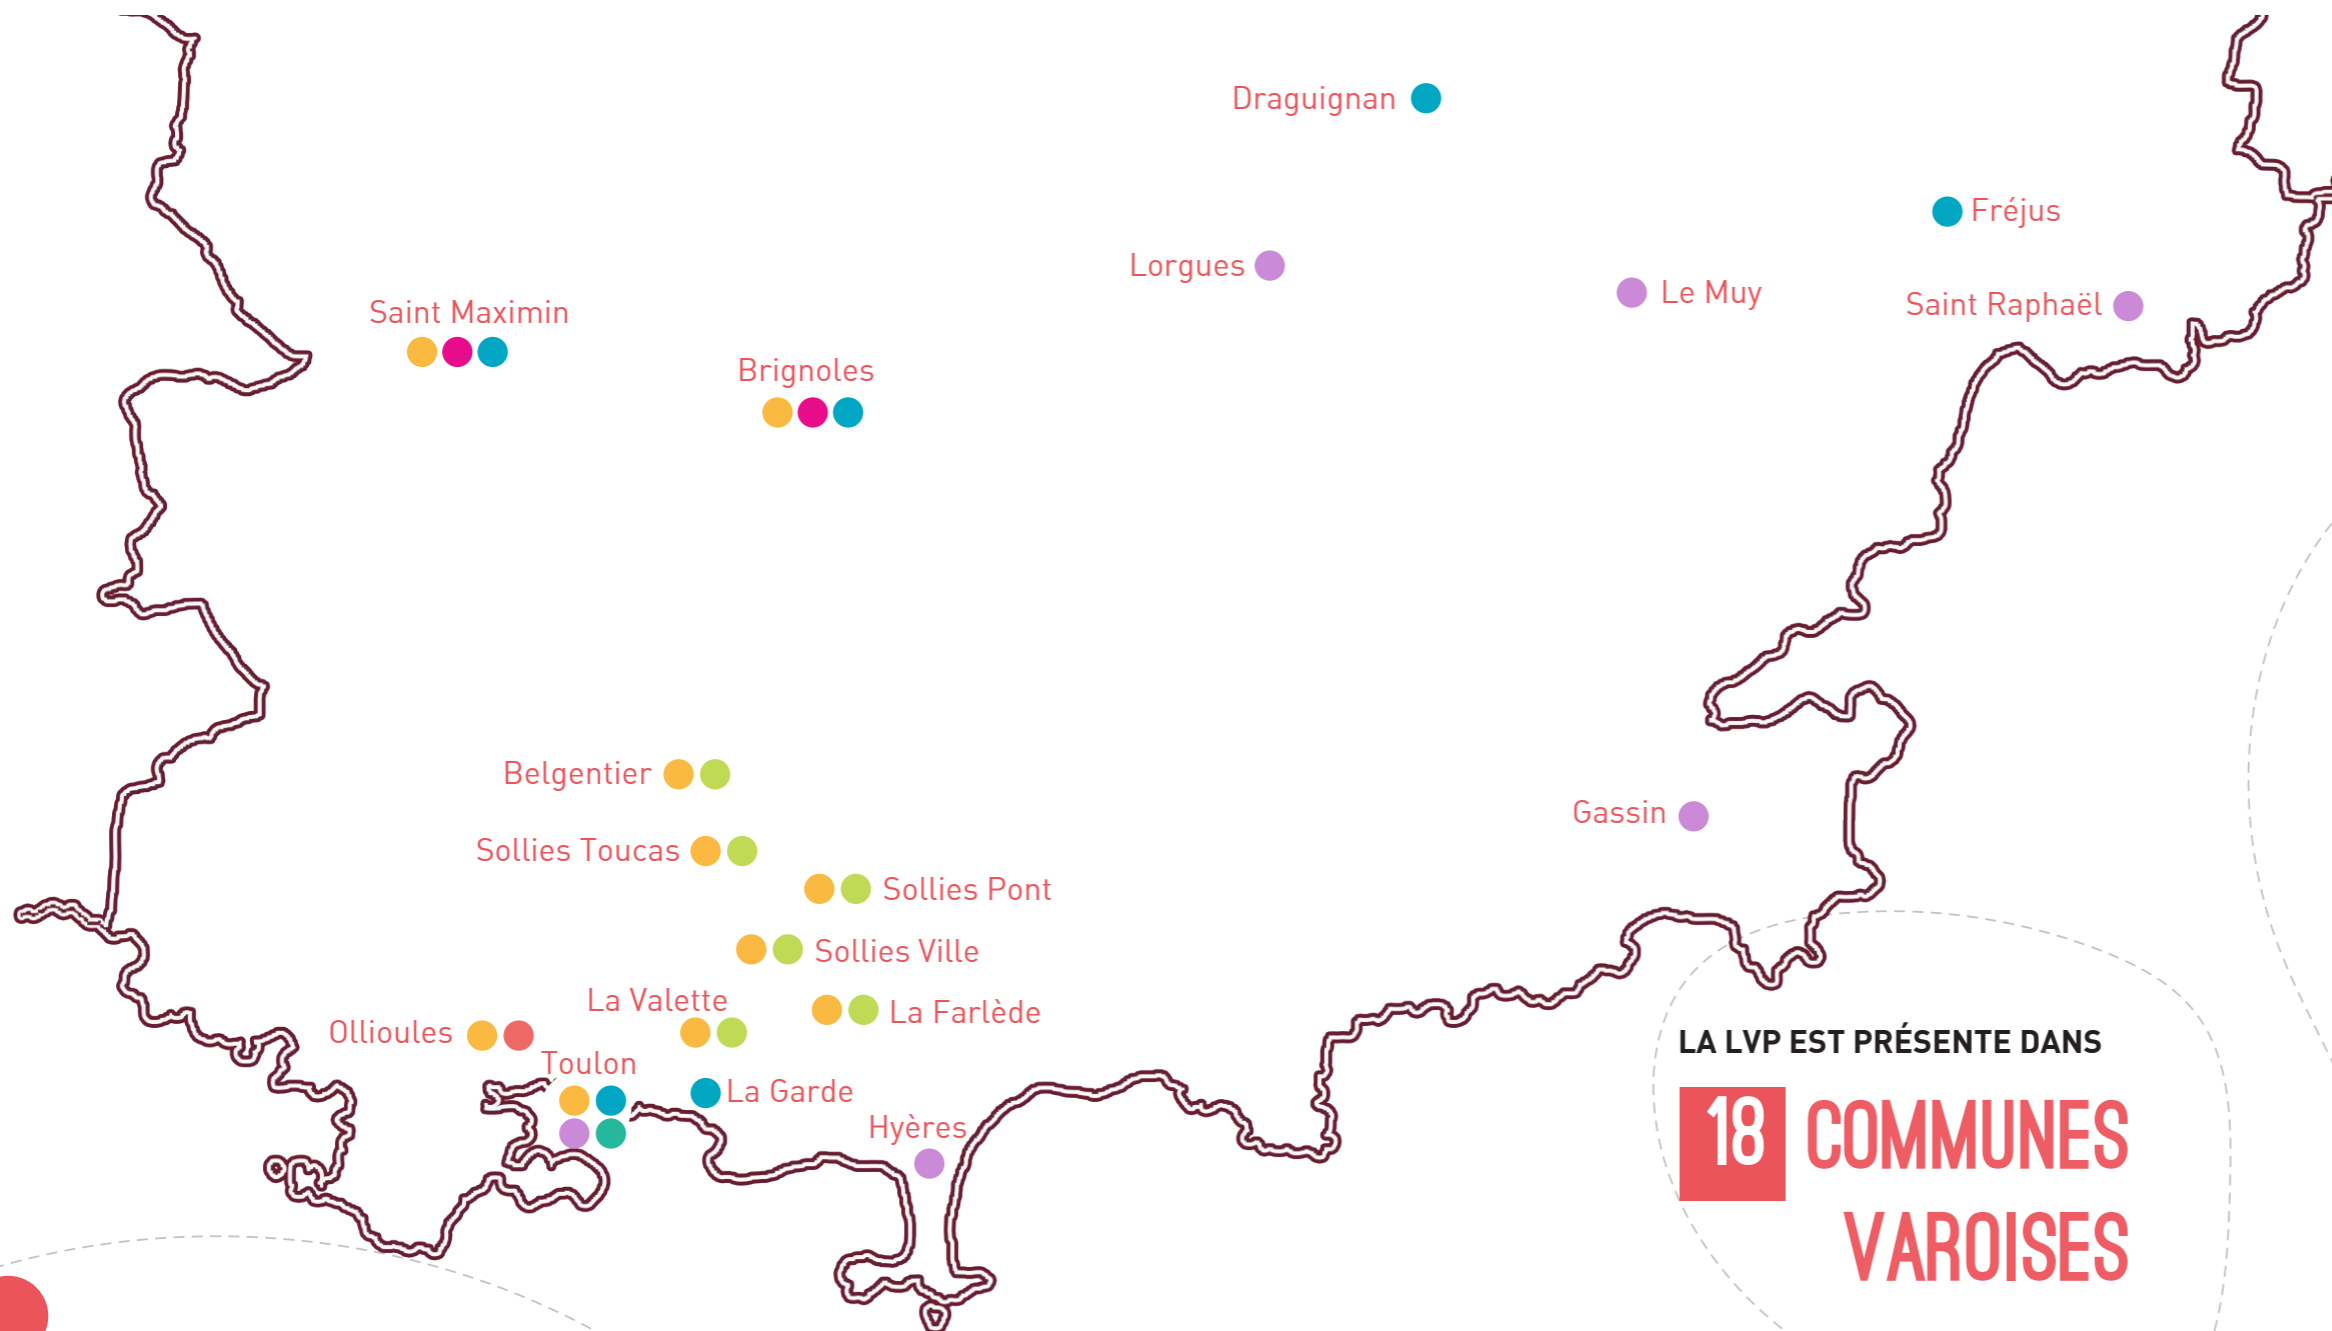 Draguignan
Fréjus
Lorgues
Le Muy
Saint Raphaël
Saint Maximin
Brignoles
Belgentier
Gassin
Sollies Toucas
Sollies Pont
Sollies Ville
La Valette
La Farlède
Ollioules
Toulon
La Garde
Hyères
LA LVP EST PRÉSENTE DANS
18 COMMUNES
VAROISES